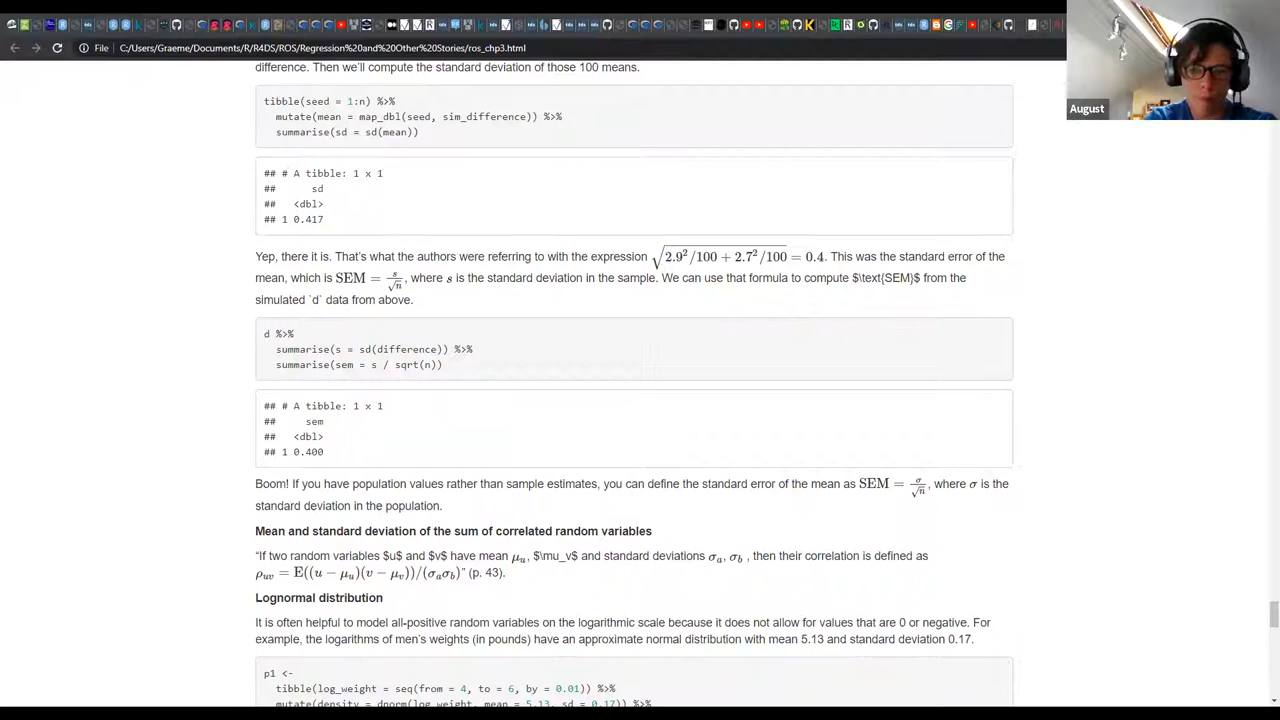 File C:/Users/Graeme/Documents/R/R4DS/ROS/Regression%20and%20Other%20Stories/ros_chp3.html
August
difference. Then we'll compute the standard deviation of those 100 means.
tibble(seed = 1:n) %>%
mutate(mean = map_dbl(seed, sim_difference)) %>%
summarise(sd = sd(mean))
## # A tibble: 1 x 1
## sd
## <dbl>
## 1 0.417
Yep, there it is. That's what the authors were referring to with the expression √2.9²/100 + 2.7²/100 = 0.4. This was the standard error of the
mean, which is SEM = s/√n, where s is the standard deviation in the sample. We can use that formula to compute $\text{SEM}$ from the
simulated `d` data from above.
d %>%
summarise(s = sd(difference)) %>%
summarise(sem = s / sqrt(n))
## # A tibble: 1 x 1
## sem
## <dbl>
## 1 0.400
Boom! If you have population values rather than sample estimates, you can define the standard error of the mean as SEM = σ/√n, where σ is the
standard deviation in the population.
Mean and standard deviation of the sum of correlated random variables
“If two random variables $u$ and $v$ have mean μu, $\mu_v$ and standard deviations σa, σb , then their correlation is defined as
ρuv = E((u − μu)(v − μv))/(σaσb)” (p. 43).
Lognormal distribution
It is often helpful to model all-positive random variables on the logarithmic scale because it does not allow for values that are 0 or negative. For
example, the logarithms of men's weights (in pounds) have an approximate normal distribution with mean 5.13 and standard deviation 0.17.
p1 <-
tibble(log_weight = seq(from = 4, to = 6, by = 0.01)) %>%
mutate(density = dnorm(log_weight, mean = 5.13, sd = 0.17)) %>%